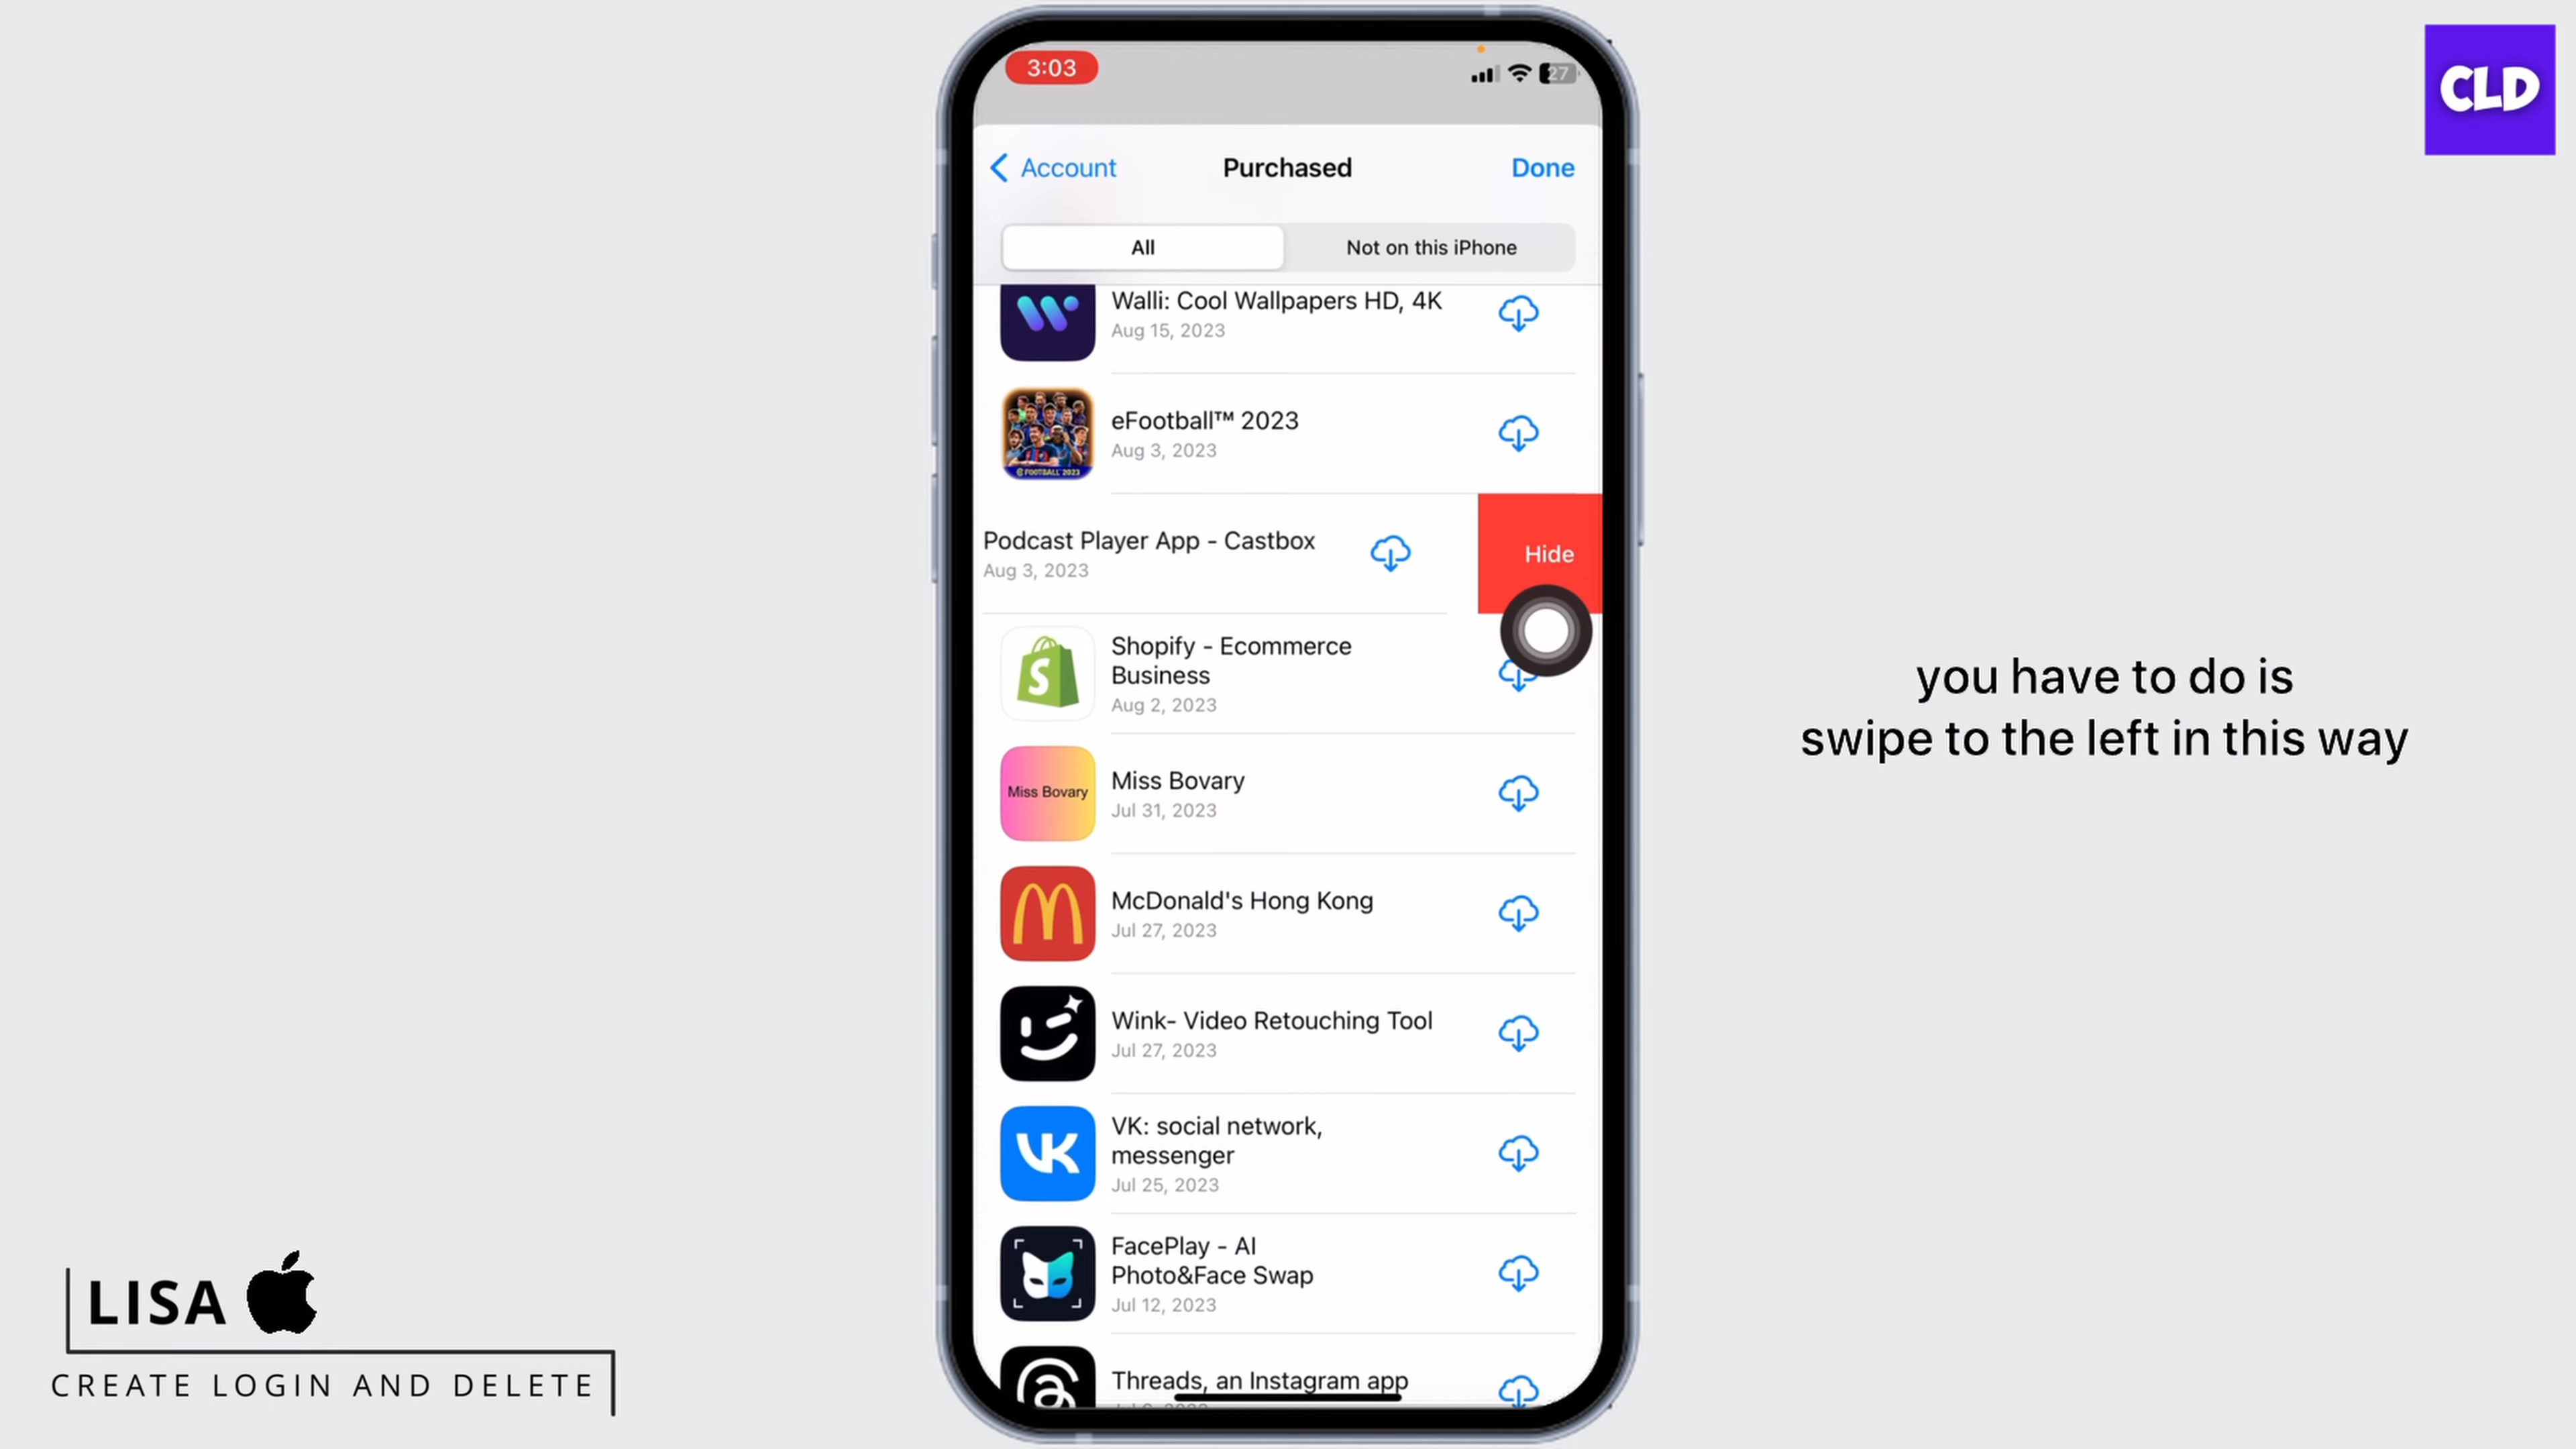 CLD
3:03
27
Account
Purchased
Done
All
Not on this iPhone
Walli: Cool Wallpapers HD, 4K
Aug 15, 2023
eFootball™ 2023
Aug 3, 2023
FOOTBALL 2023
Podcast Player App - Castbox
Aug 3, 2023
Hide
Shopify - Ecommerce
Business
Aug 2, 2023
Miss Bovary
Miss Bovary
Jul 31, 2023
McDonald's Hong Kong
Jul 27, 2023
Wink- Video Retouching Tool
Jul 27, 2023
VK: social network,
messenger
Jul 25, 2023
FacePlay - AI
Photo&Face Swap
Jul 12, 2023
Threads, an Instagram app
you have to do is
swipe to the left in this way
LISA
CREATE LOGIN AND DELETE